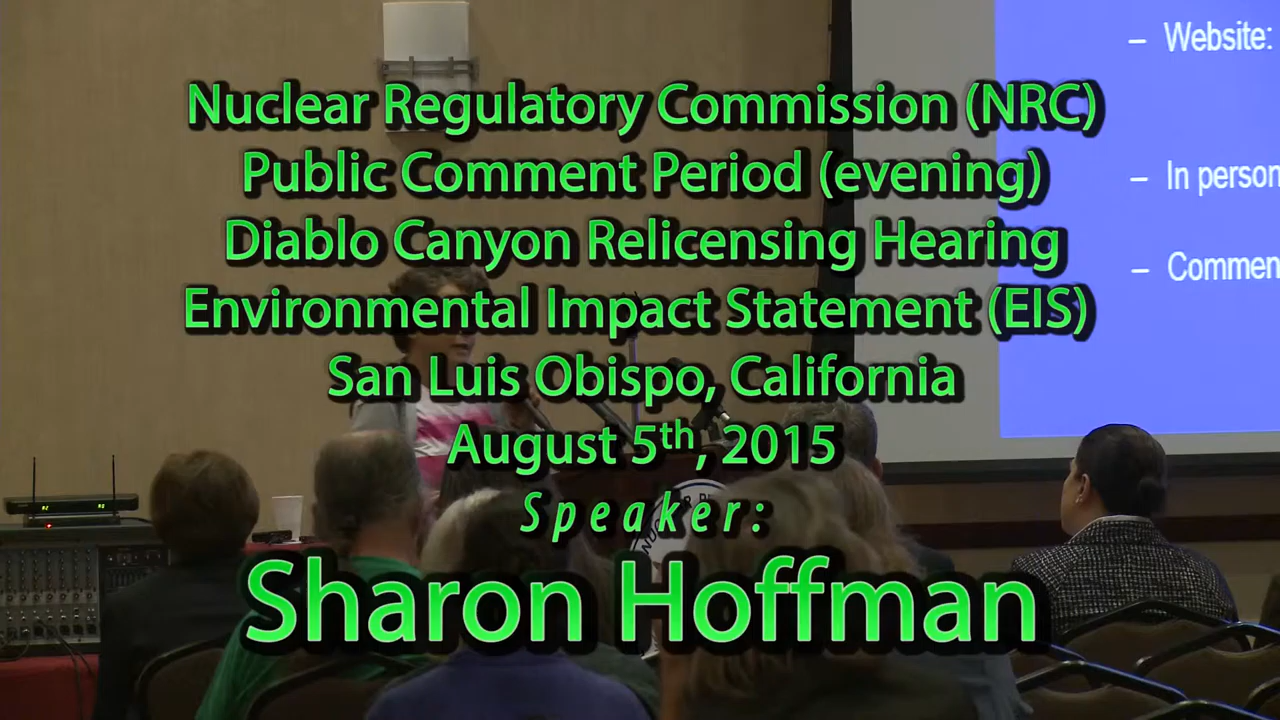 Nuclear Regulatory Commission (NRC)
Public Comment Period (evening)
Diablo Canyon Relicensing Hearing
Environmental Impact Statement (EIS)
San Luis Obispo, California
August 5th, 2015
Speaker:
Sharon Hoffman
– Website:
– In person
– Commen